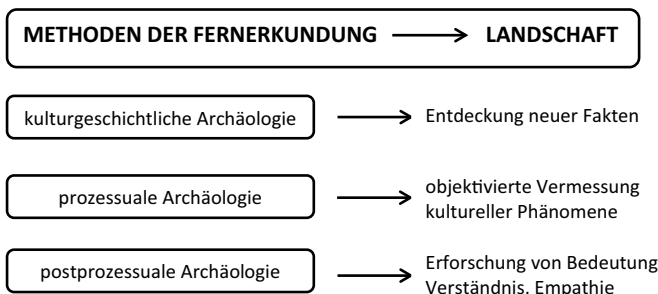 METHODEN DER FERNERKUNDUNG LANDSCHAFT
kulturgeschichtliche Archäologie Entdeckung neuer Fakten
prozessuale Archäologie objektivierte Vermessung
kultureller Phänomene
postprozessuale Archäologie Erforschung von Bedeutung
Verständnis, Empathie